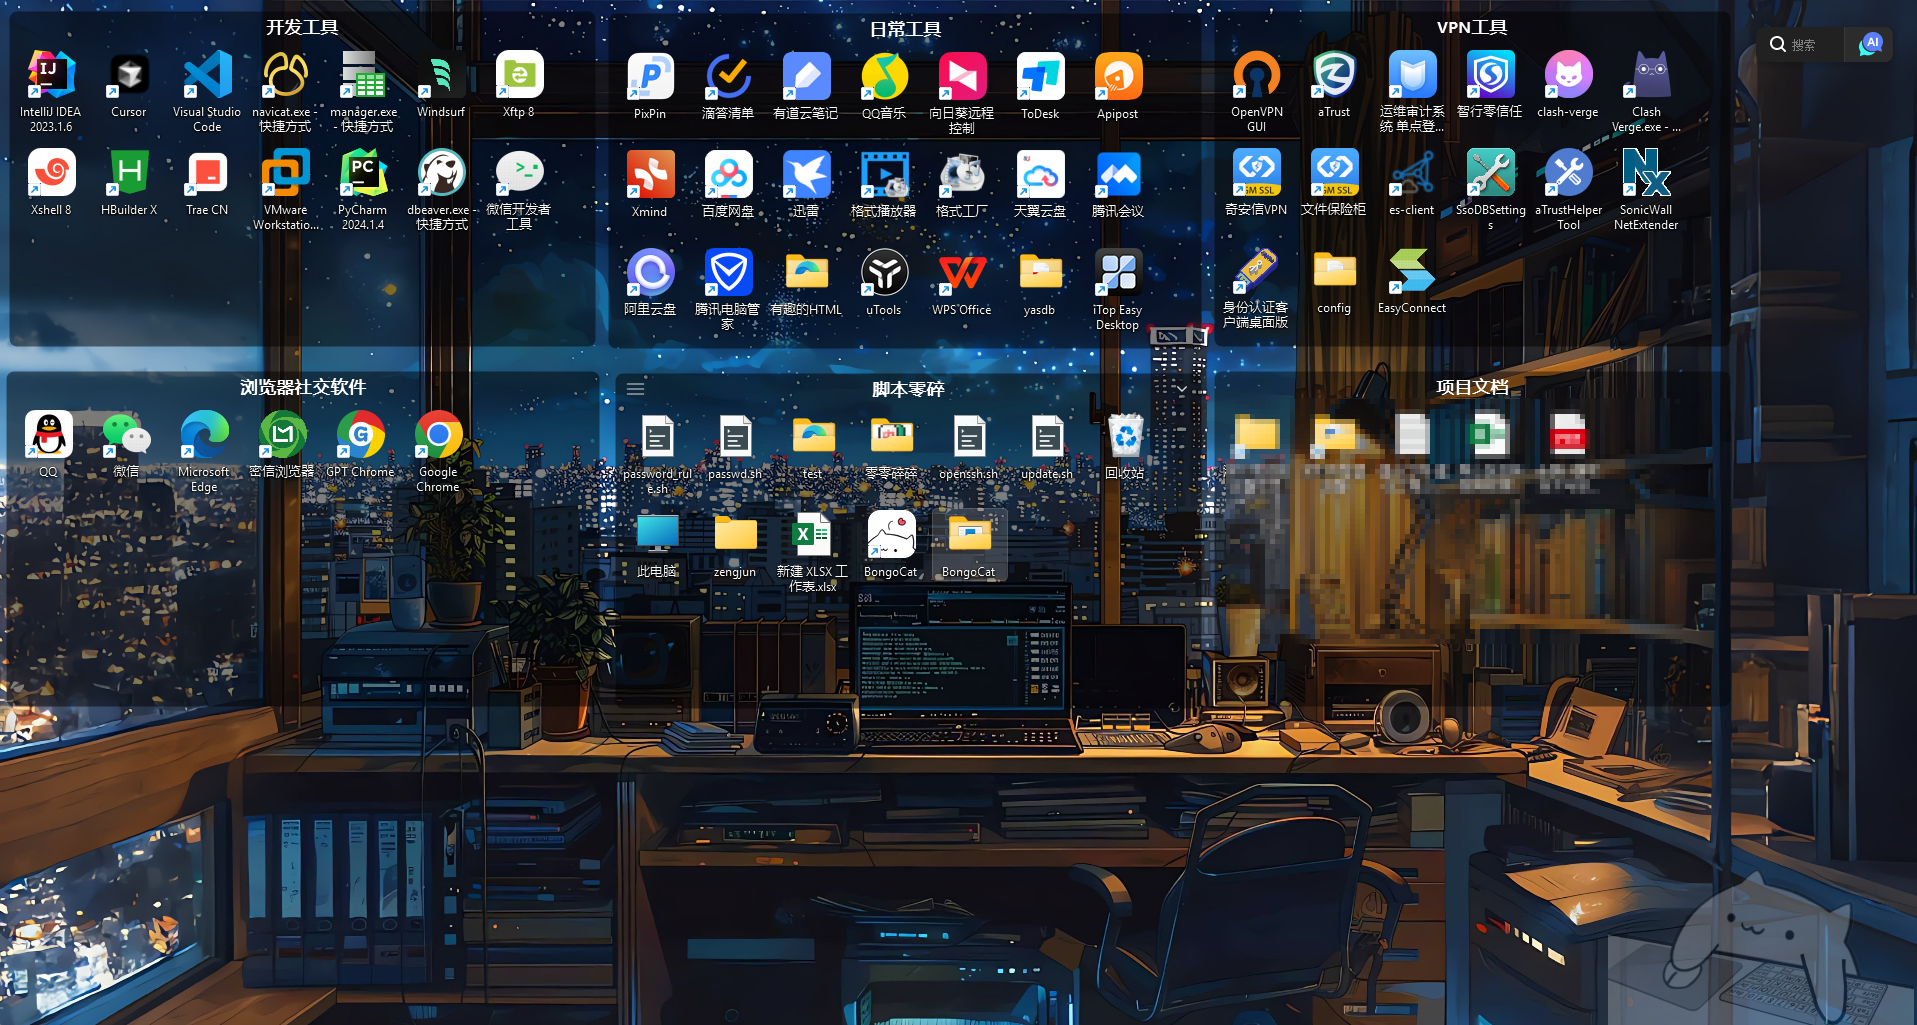 开发工具
IntelliJ IDEA
2023.1.6
Cursor
Visual Studio
Code
navicat.exe -
快捷方式
manager.exe
- 快捷方式
Windsurf
Xftp 8
Xshell 8
HBuilder X
Trae CN
VMware
Workstatio...
PyCharm
2024.1.4
dbeaver.exe -
快捷方式
微信开发者
工具
日常工具
PixPin
滴答清单
有道云笔记
QQ音乐
向日葵远程
控制
ToDesk
Apipost
Xmind
百度网盘
迅雷
格式播放器
格式工厂
天翼云盘
腾讯会议
阿里云盘
腾讯电脑管
家
有趣的HTML
uTools
WPS Office
yasdb
iTop Easy
Desktop
VPN工具
OpenVPN
GUI
aTrust
运维审计系
统 单点登...
智行零信任
clash-verge
Clash
Verge.exe - ...
奇安信VPN
文件保险柜
es-client
SsoDBSetting
s
aTrustHelper
Tool
SonicWall
NetExtender
身份认证客
户端桌面版
config
EasyConnect
搜索
AI
浏览器社交软件
QQ
微信
Microsoft
Edge
密信浏览器
GPT Chrome
Google
Chrome
脚本零碎
password_rul
e.sh
passwd.sh
test
零零碎碎
openssh.sh
update.sh
回收站
此电脑
zengjun
新建 XLSX 工
作表.xlsx
BongoCat
BongoCat
项目文档